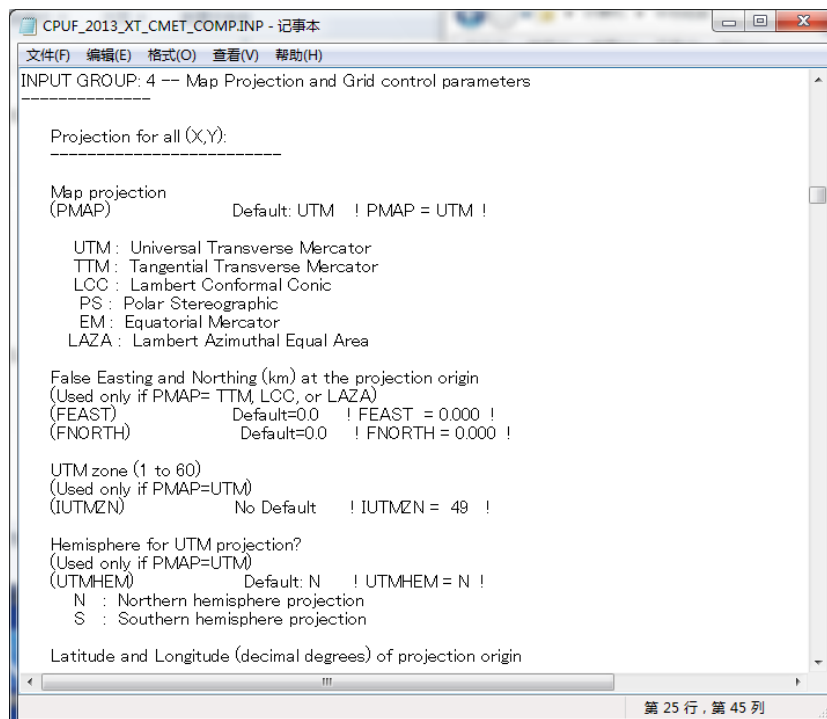 CPUF_2013_XT_CMET_COMP.INP - 记事本
文件(F) 编辑(E) 格式(O) 查看(V) 帮助(H)
INPUT GROUP: 4 -- Map Projection and Grid control parameters
--------------
Projection for all (X,Y):
-------------------------
Map projection
(PMAP) Default: UTM ! PMAP = UTM !
UTM : Universal Transverse Mercator
TTM : Tangential Transverse Mercator
LCC : Lambert Conformal Conic
PS : Polar Stereographic
EM : Equatorial Mercator
LAZA : Lambert Azimuthal Equal Area
False Easting and Northing (km) at the projection origin
(Used only if PMAP= TTM, LCC, or LAZA)
(FEAST) Default=0.0 ! FEAST = 0.000 !
(FNORTH) Default=0.0 ! FNORTH = 0.000 !
UTM zone (1 to 60)
(Used only if PMAP=UTM)
(IUTMZN) No Default ! IUTMZN = 49 !
Hemisphere for UTM projection?
(Used only if PMAP=UTM)
(UTMHEM) Default: N ! UTMHEM = N !
N : Northern hemisphere projection
S : Southern hemisphere projection
Latitude and Longitude (decimal degrees) of projection origin
第 25 行，第 45 列